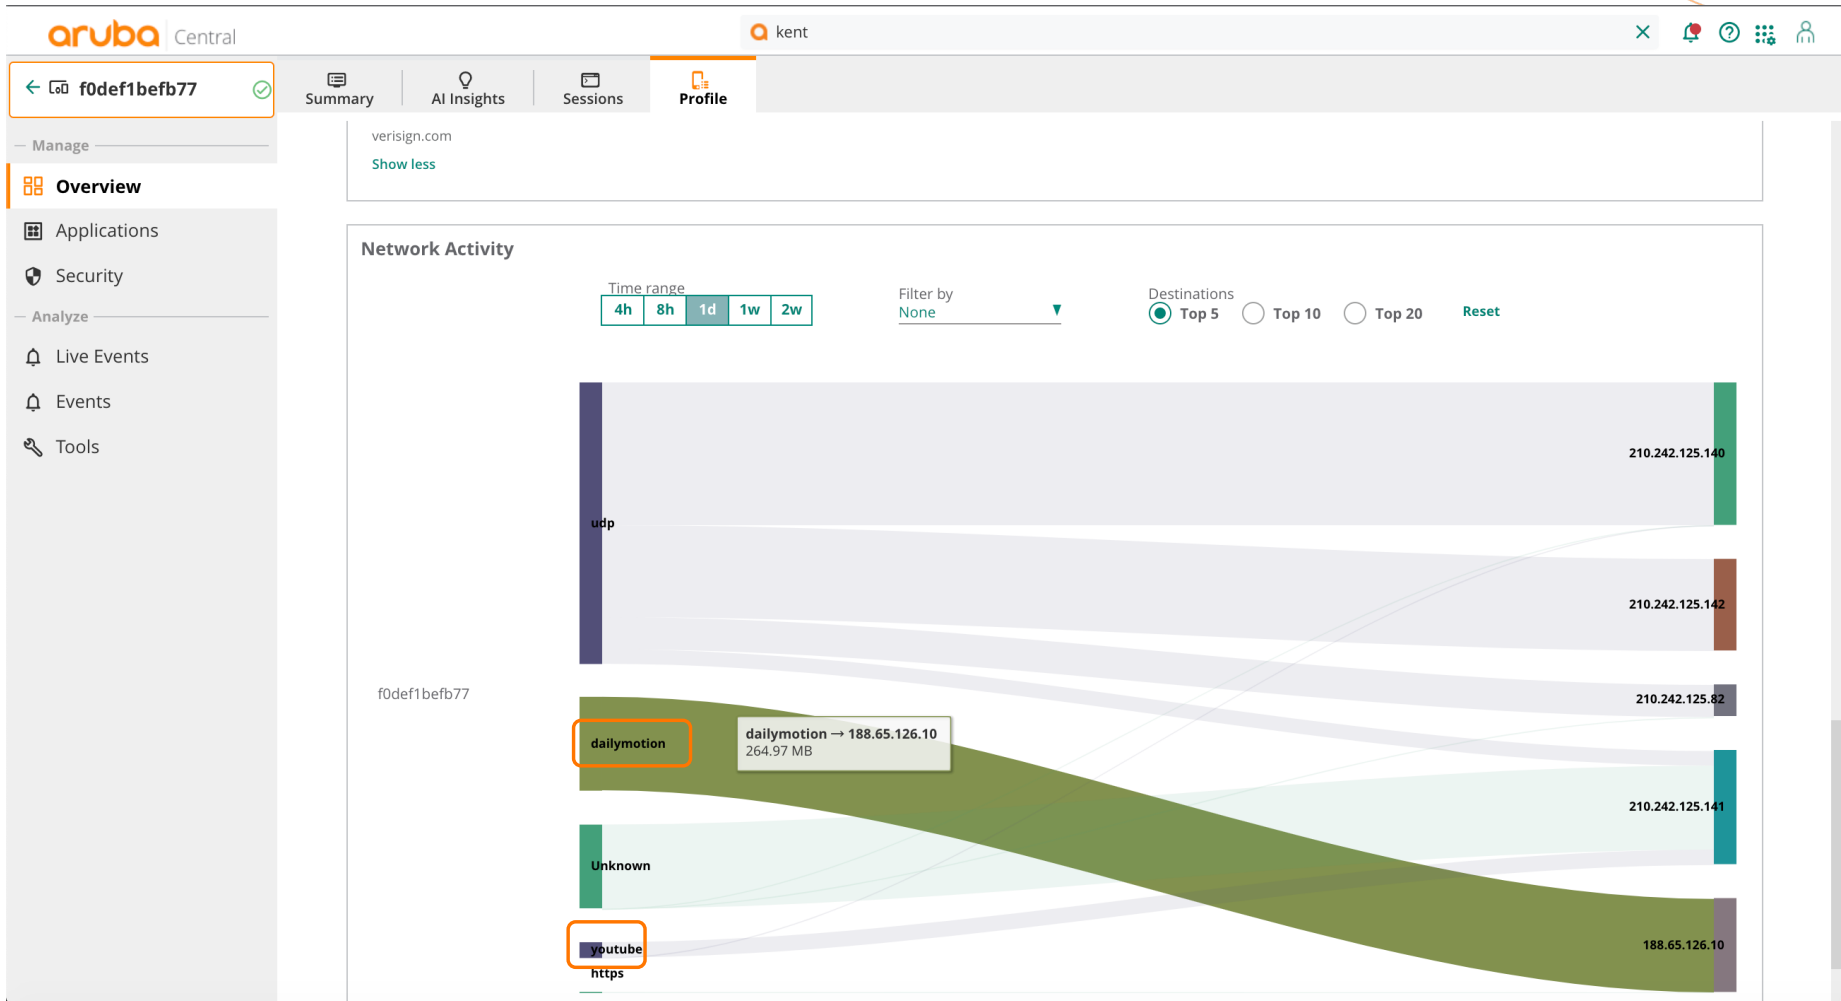 aruba Central
kent
f0def1befb77
Summary
AI Insights
Sessions
Profile
Manage
Overview
Applications
Security
Analyze
Live Events
Events
Tools
verisign.com
Show less
Network Activity
Time range
4h 8h 1d 1w 2w
Filter by
None
Destinations
Top 5 Top 10 Top 20
Reset
210.242.125.140
udp
210.242.125.142
f0def1befb77
210.242.125.82
dailymotion
dailymotion → 188.65.126.10
264.97 MB
210.242.125.141
Unknown
188.65.126.10
youtube
https